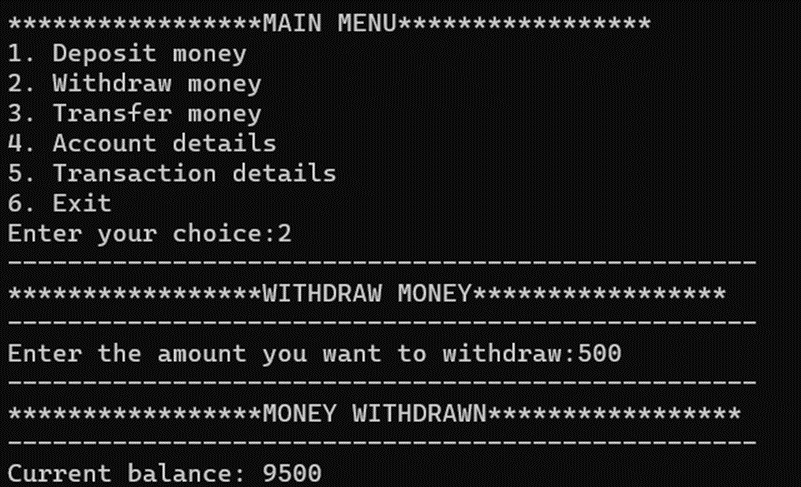 *****************MAIN MENU*****************
1. Deposit money
2. Withdraw money
3. Transfer money
4. Account details
5. Transaction details
6. Exit
Enter your choice:2
--------------------------------------------------
*****************WITHDRAW MONEY*****************
--------------------------------------------------
Enter the amount you want to withdraw:500
--------------------------------------------------
*****************MONEY WITHDRAWN*****************
--------------------------------------------------
Current balance: 9500